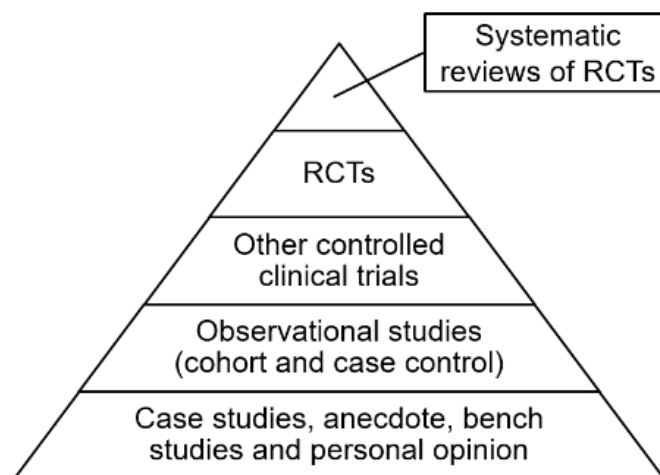 Systematic
reviews of RCTs
RCTs
Other controlled
clinical trials
Observational studies
(cohort and case control)
Case studies, anecdote, bench
studies and personal opinion